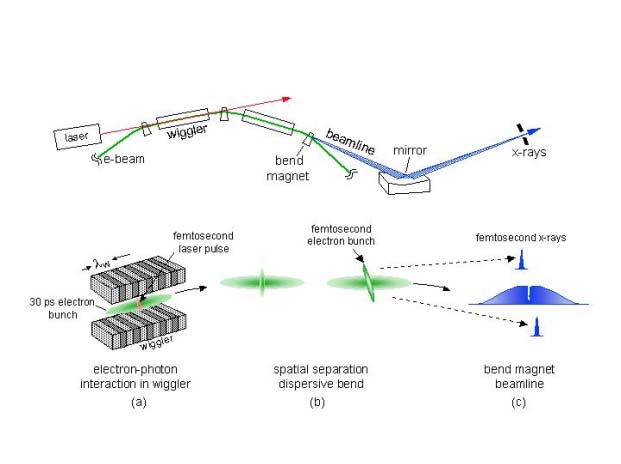 laser
wiggler
e-beam
bend
magnet
beamline
mirror
x-rays
λw
femtosecond
laser pulse
30 ps electron
bunch
wiggler
femtosecond
electron bunch
femtosecond x-rays
electron-photon
interaction in wiggler
(a)
spatial separation
dispersive bend
(b)
bend magnet
beamline
(c)